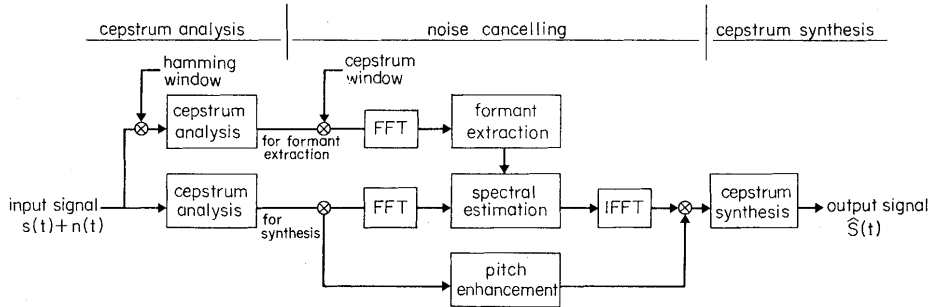 cepstrum analysis
noise cancelling
cepstrum synthesis
hamming
window
cepstrum
window
cepstrum
analysis
for formant
extraction
FFT
formant
extraction
input signal
s(t)+n(t)
cepstrum
analysis
for
synthesis
FFT
spectral
estimation
IFFT
cepstrum
synthesis
output signal
Ŝ(t)
pitch
enhancement